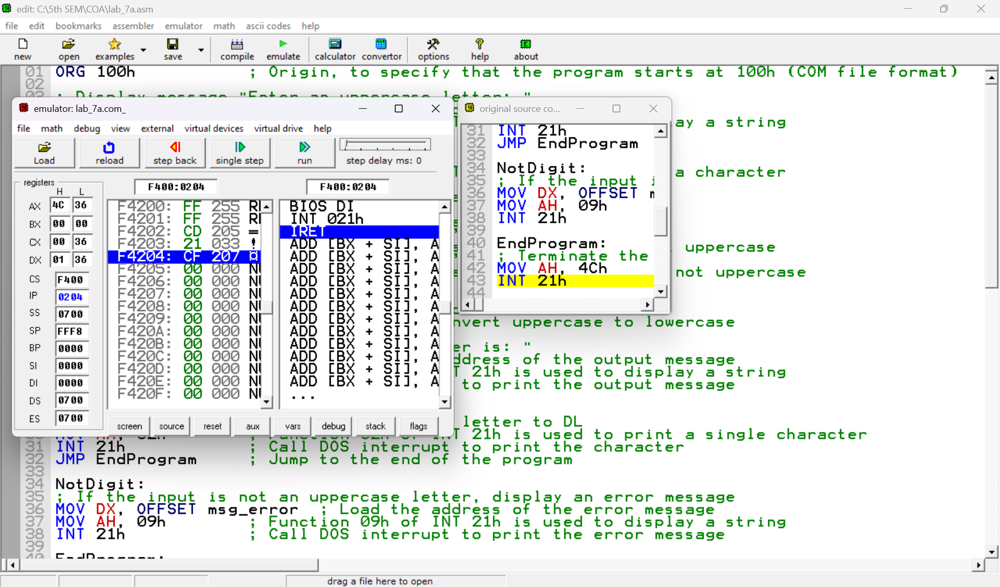 edit: C:\5th SEM\COA\lab_7a.asm
file edit bookmarks assembler emulator math ascii codes help
new open examples save compile emulate calculator convertor options help about
01 ORG 100h ; Origin, to specify that the program starts at 100h (COM file format)
02
03 ; Display message "Enter an uppercase letter: "
ay a string
a character
uppercase
not uppercase
nvert uppercase to lowercase
er is: "
ddress of the output message
T 21h is used to display a string
to print the output message
letter to DL
T 21h is used to print a single character
31 INT 21h ; Call DOS interrupt to print the character
32 JMP EndProgram ; Jump to the end of the program
33
34 NotDigit:
35 ; If the input is not an uppercase letter, display an error message
36 MOV DX, OFFSET msg_error ; Load the address of the error message
37 MOV AH, 09h ; Function 09h of INT 21h is used to display a string
38 INT 21h ; Call DOS interrupt to print the error message
39
40 EndProgram:
drag a file here to open
emulator: lab_7a.com_
file math debug view external virtual devices virtual drive help
Load reload step back single step run step delay ms: 0
registers
H L
AX 4C 36
BX 00 00
CX 00 36
DX 01 36
CS F400
IP 0204
SS 0700
SP FFF8
BP 0000
SI 0000
DI 0000
DS 0700
ES 0700
F400:0204 F400:0204
F4200: FF 255
F4201: FF 255
F4202: CD 205 =
F4203: 21 033 !
F4204: CF 207 ¤
F4205: 00 000
F4206: 00 000
F4207: 00 000
F4208: 00 000
F4209: 00 000
F420A: 00 000
F420B: 00 000
F420C: 00 000
F420D: 00 000
F420E: 00 000
F420F: 00 000
BIOS DI
INT 021h
IRET
ADD [BX + SI], A
ADD [BX + SI], A
ADD [BX + SI], A
ADD [BX + SI], A
ADD [BX + SI], A
ADD [BX + SI], A
ADD [BX + SI], A
ADD [BX + SI], A
ADD [BX + SI], A
ADD [BX + SI], A
ADD [BX + SI], A
ADD [BX + SI], A
...
screen source reset aux vars debug stack flags
original source co...
31 INT 21h
32 JMP EndProgram
33
34 NotDigit:
35 ; If the input i
36 MOV DX, OFFSET m
37 MOV AH, 09h
38 INT 21h
39
40 EndProgram:
41 ; Terminate the
42 MOV AH, 4Ch
43 INT 21h
44